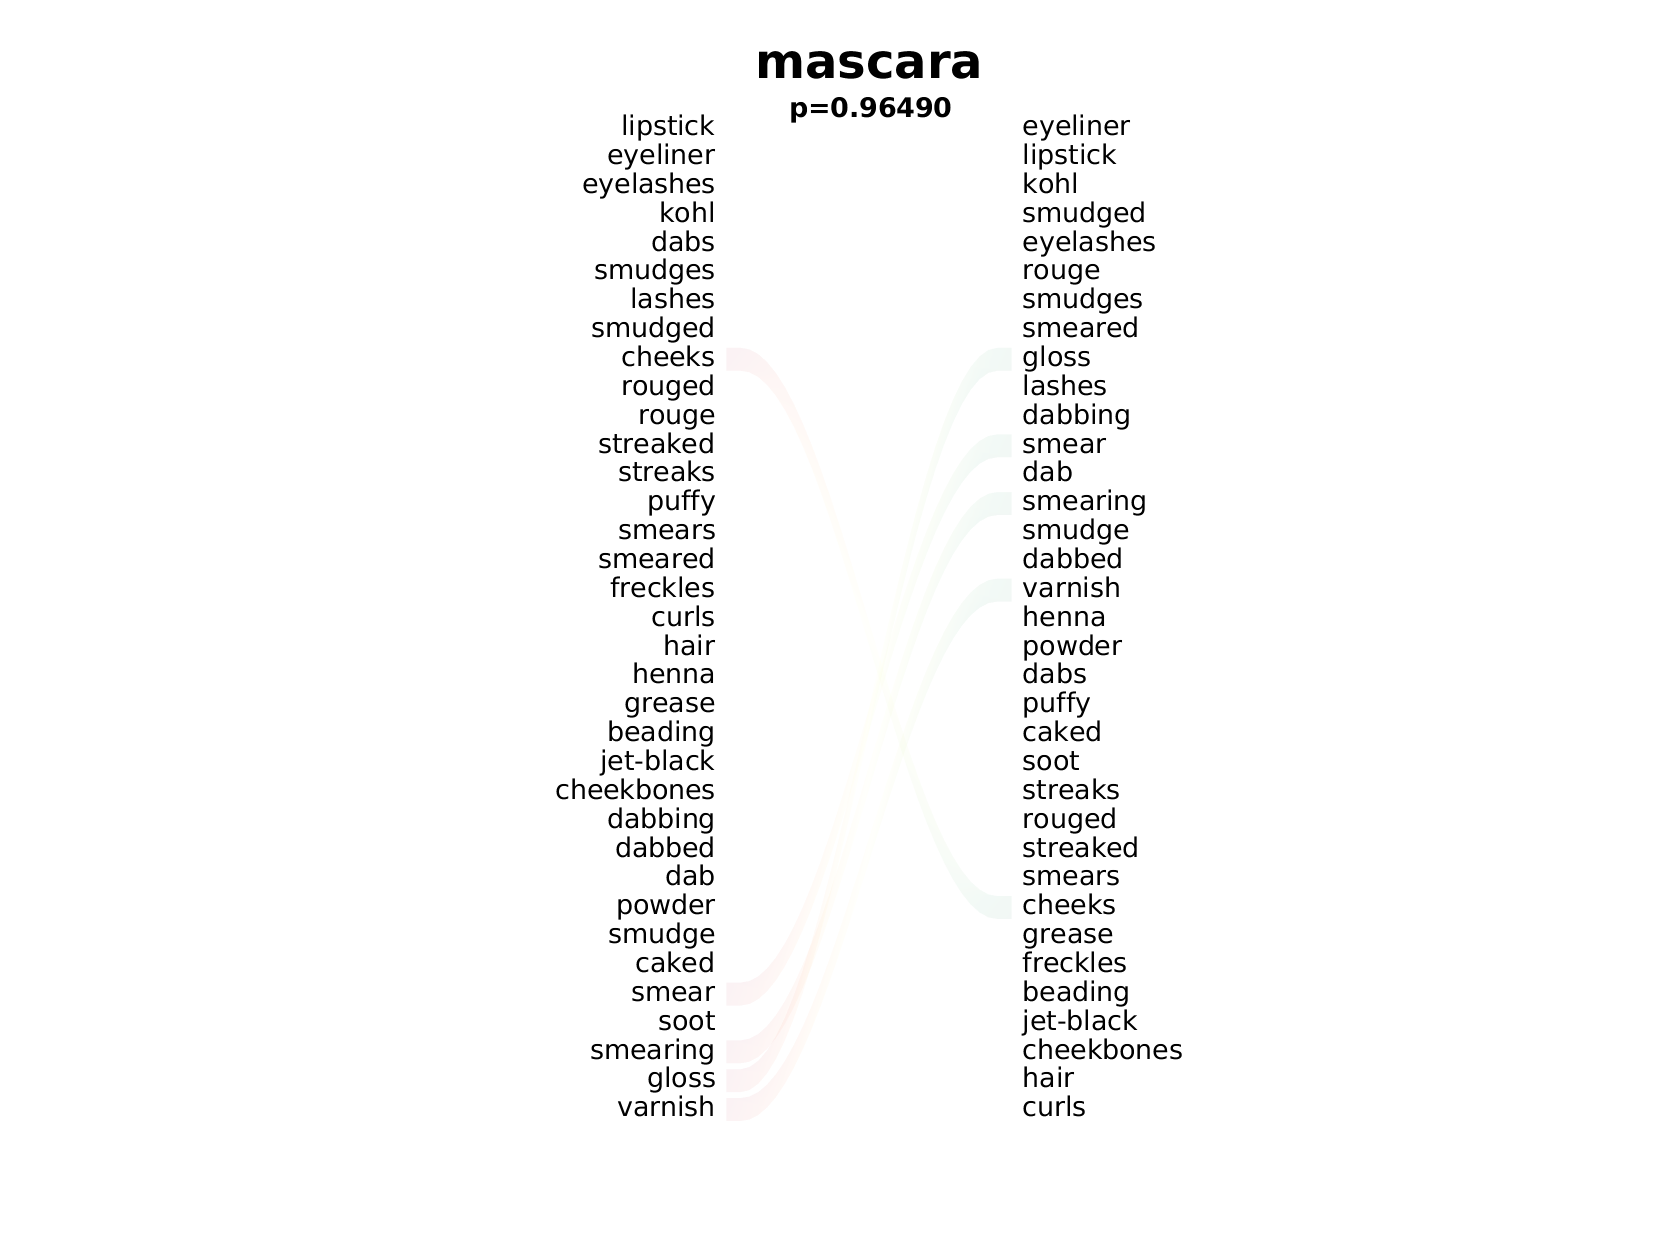 mascara
p=0.96490
lipstick
eyeliner
eyelashes
kohl
dabs
smudges
lashes
smudged
cheeks
rouged
rouge
streaked
streaks
puffy
smears
smeared
freckles
curls
hair
henna
grease
beading
jet-black
cheekbones
dabbing
dabbed
dab
powder
smudge
caked
smear
soot
smearing
gloss
varnish
eyeliner
lipstick
kohl
smudged
eyelashes
rouge
smudges
smeared
gloss
lashes
dabbing
smear
dab
smearing
smudge
dabbed
varnish
henna
powder
dabs
puffy
caked
soot
streaks
rouged
streaked
smears
cheeks
grease
freckles
beading
jet-black
cheekbones
hair
curls